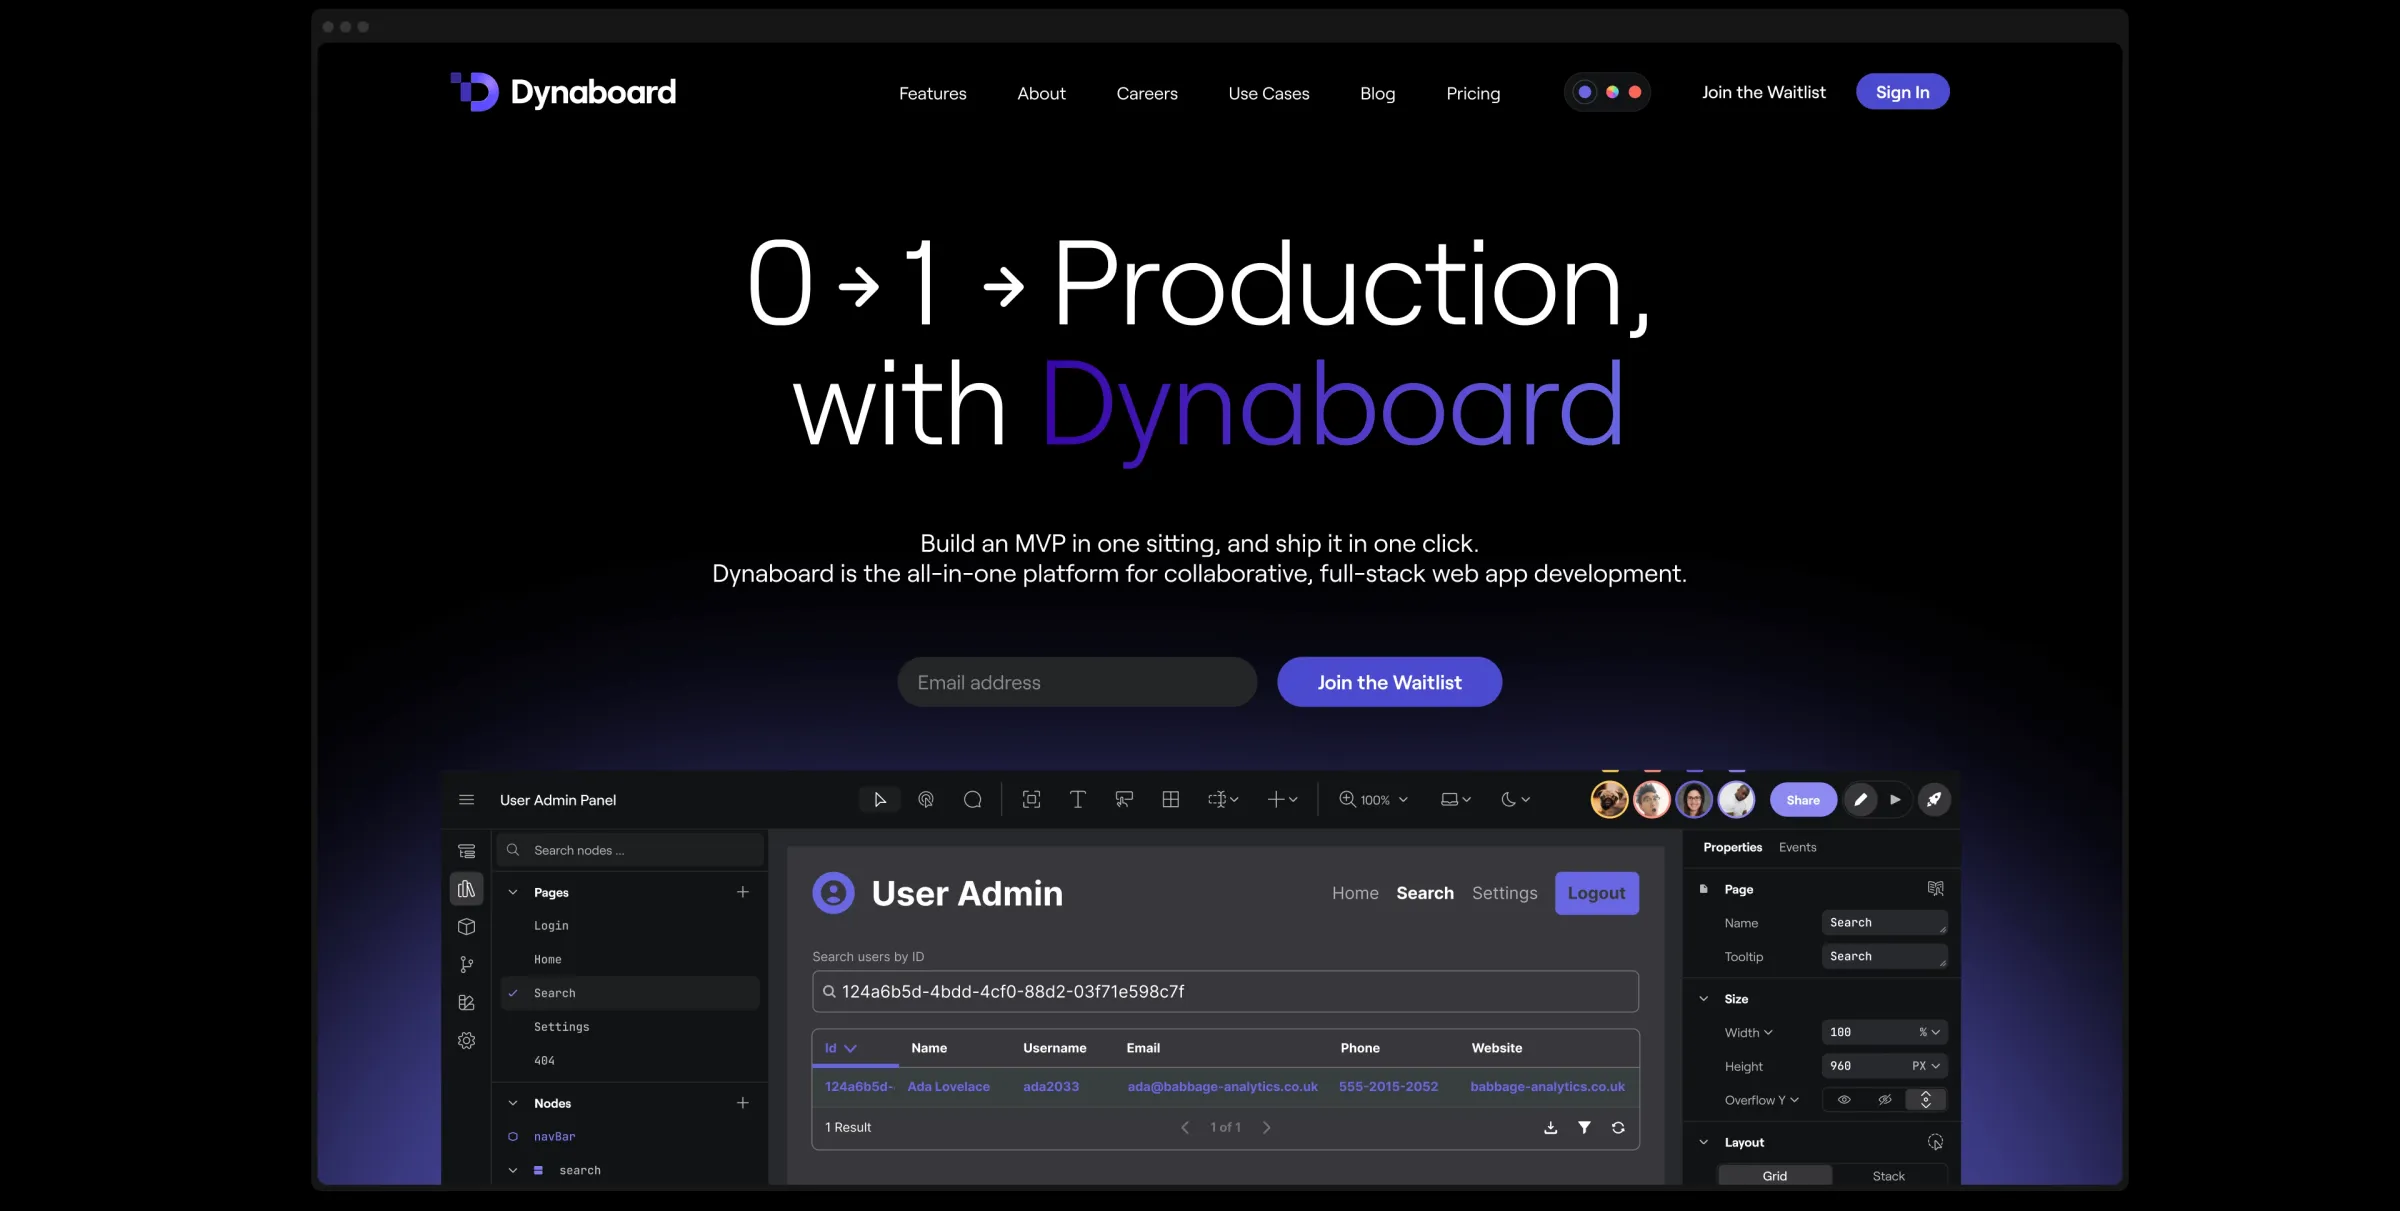 Dynaboard
Features About Careers Use Cases Blog Pricing Join the Waitlist Sign In
0 → 1 → Production,
with Dynaboard
Build an MVP in one sitting, and ship it in one click.
Dynaboard is the all-in-one platform for collaborative, full-stack web app development.
Email address Join the Waitlist
User Admin Panel 100% Share
Search nodes ...
Pages
Login
Home
Search
Settings
404
Nodes
navBar
search
User Admin Home Search Settings Logout
Search users by ID
124a6b5d-4bdd-4cf0-88d2-03f71e598c7f
Id Name Username Email Phone Website
124a6b5d- Ada Lovelace ada2033 ada@babbage-analytics.co.uk 555-2015-2052 babbage-analytics.co.uk
1 Result 1 of 1
Properties Events
Page
Name Search
Tooltip Search
Size
Width 100 %
Height 960 PX
Overflow Y
Layout
Grid Stack